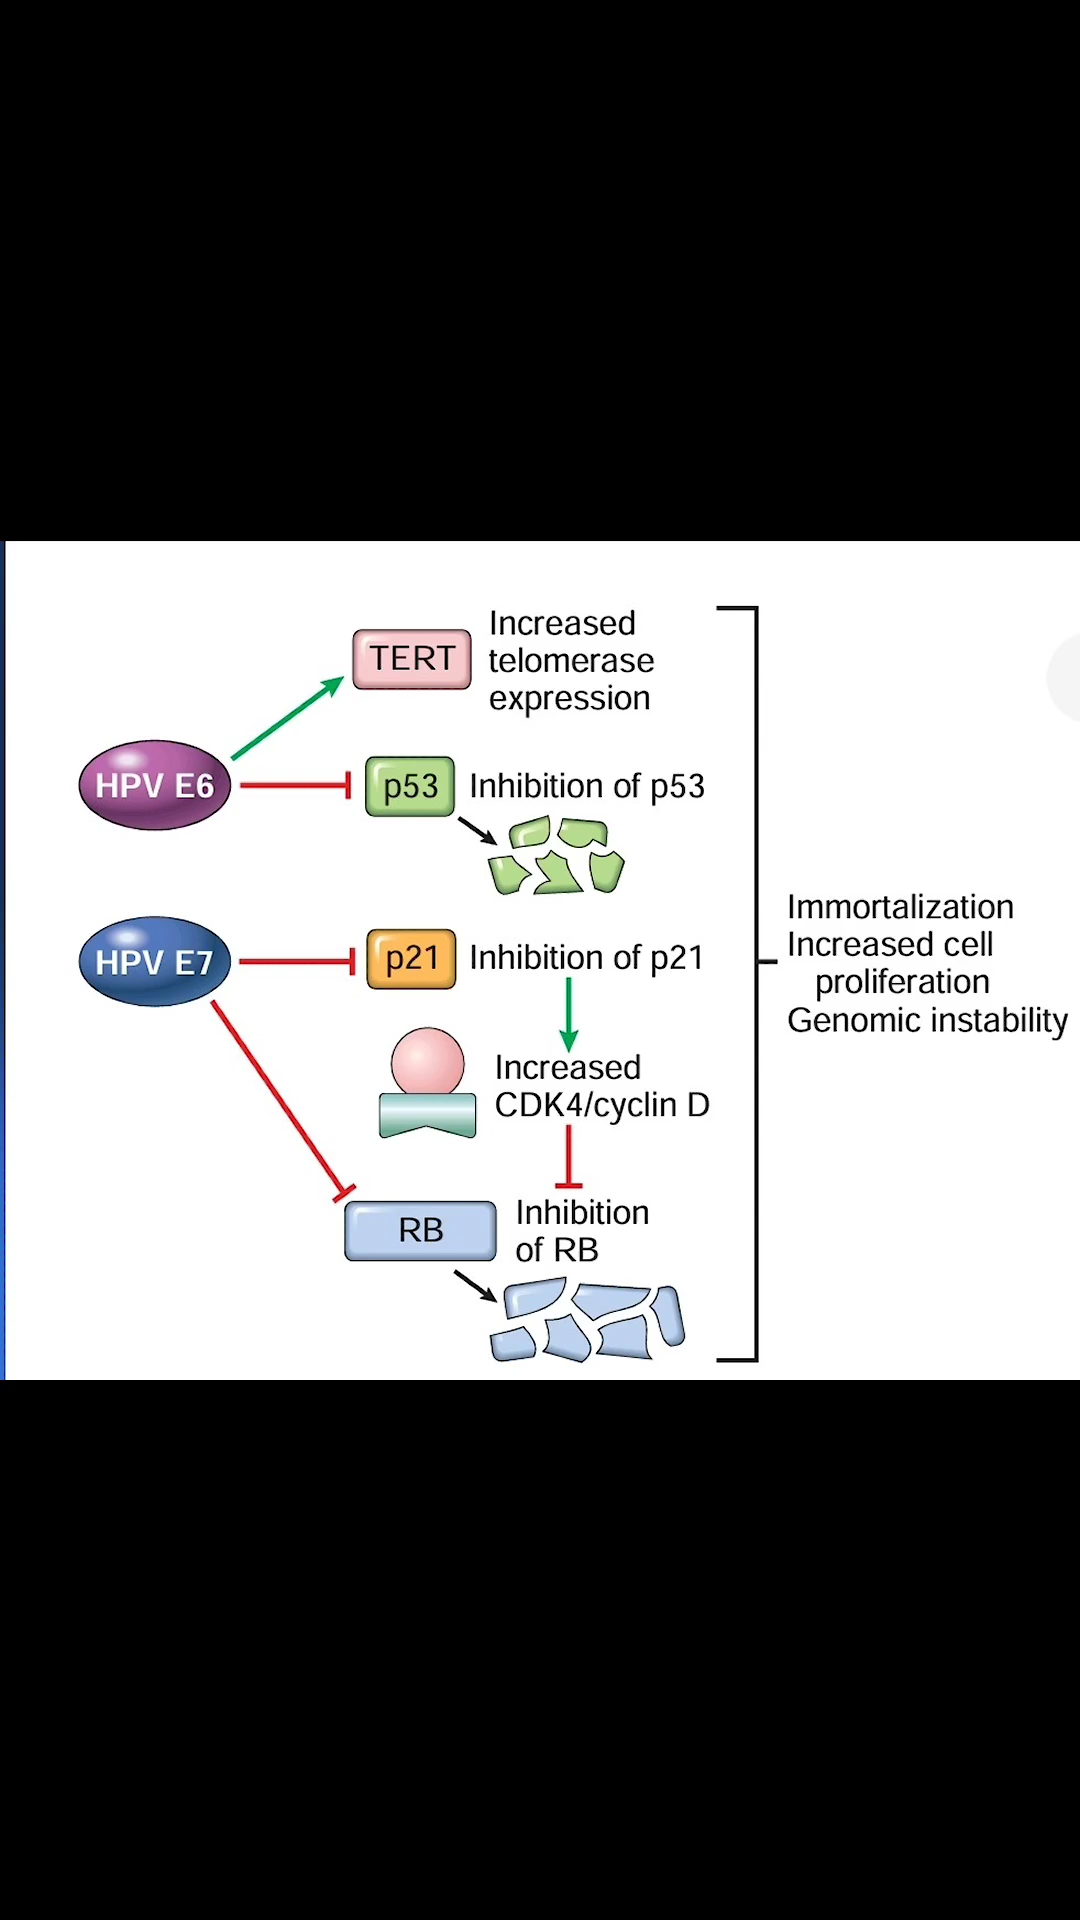 Increased
telomerase
expression
TERT
HPV E6
p53
Inhibition of p53
HPV E7
p21
Inhibition of p21
Increased
CDK4/cyclin D
RB
Inhibition
of RB
Immortalization
Increased cell
proliferation
Genomic instability